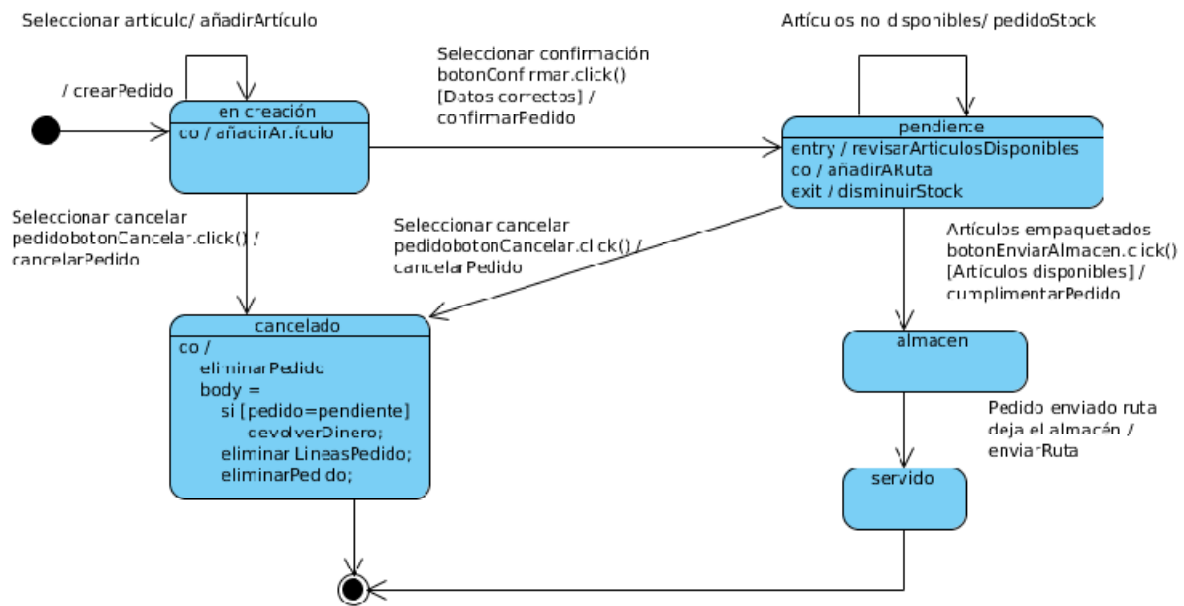 Seleccionar artículo/ añadirArtículo
/ crearPedido
en creación
do / añadirArtículo
Seleccionar confirmación
botonConfirmar.click()
[Datos correctos] /
confirmarPedido
Artículos no disponibles/ pedidoStock
pendiente
entry / revisarArticulosDisponibles
do / añadirARuta
exit / disminuirStock
Seleccionar cancelar
pedidobotonCancelar.click() /
cancelarPedido
Seleccionar cancelar
pedidobotonCancelar.click() /
cancelarPedido
Artículos empaquetados
botonEnviarAlmacen.click()
[Artículos disponibles] /
cumplimentarPedido
cancelado
do /
eliminarPedido
body =
si [pedido=pendiente]
devolverDinero;
eliminar LineasPedido;
eliminarPedido;
almacen
Pedido enviado ruta
deja el almacén /
enviarRuta
servido